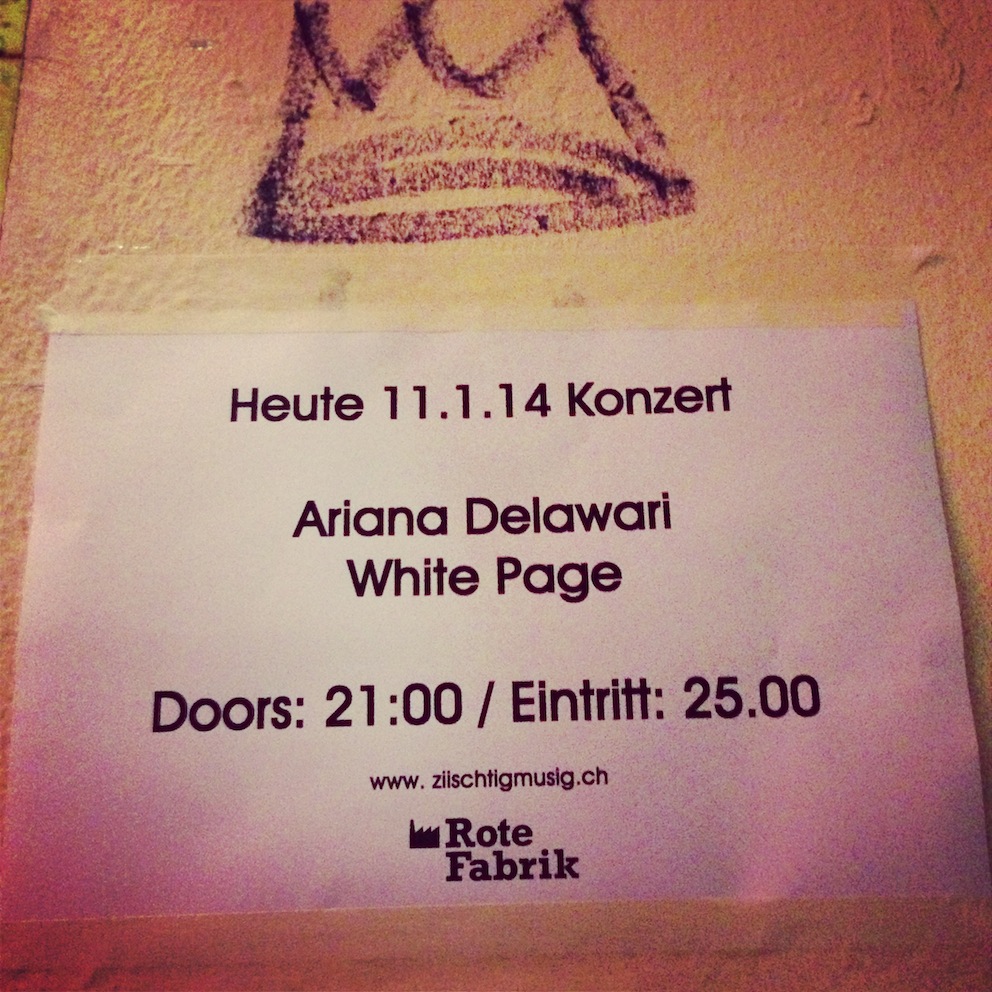 Heute 11.1.14 Konzert
Ariana Delawari
White Page
Doors: 21:00 / Eintritt: 25.00
www. ziischtigmusig.ch
Rote
Fabrik